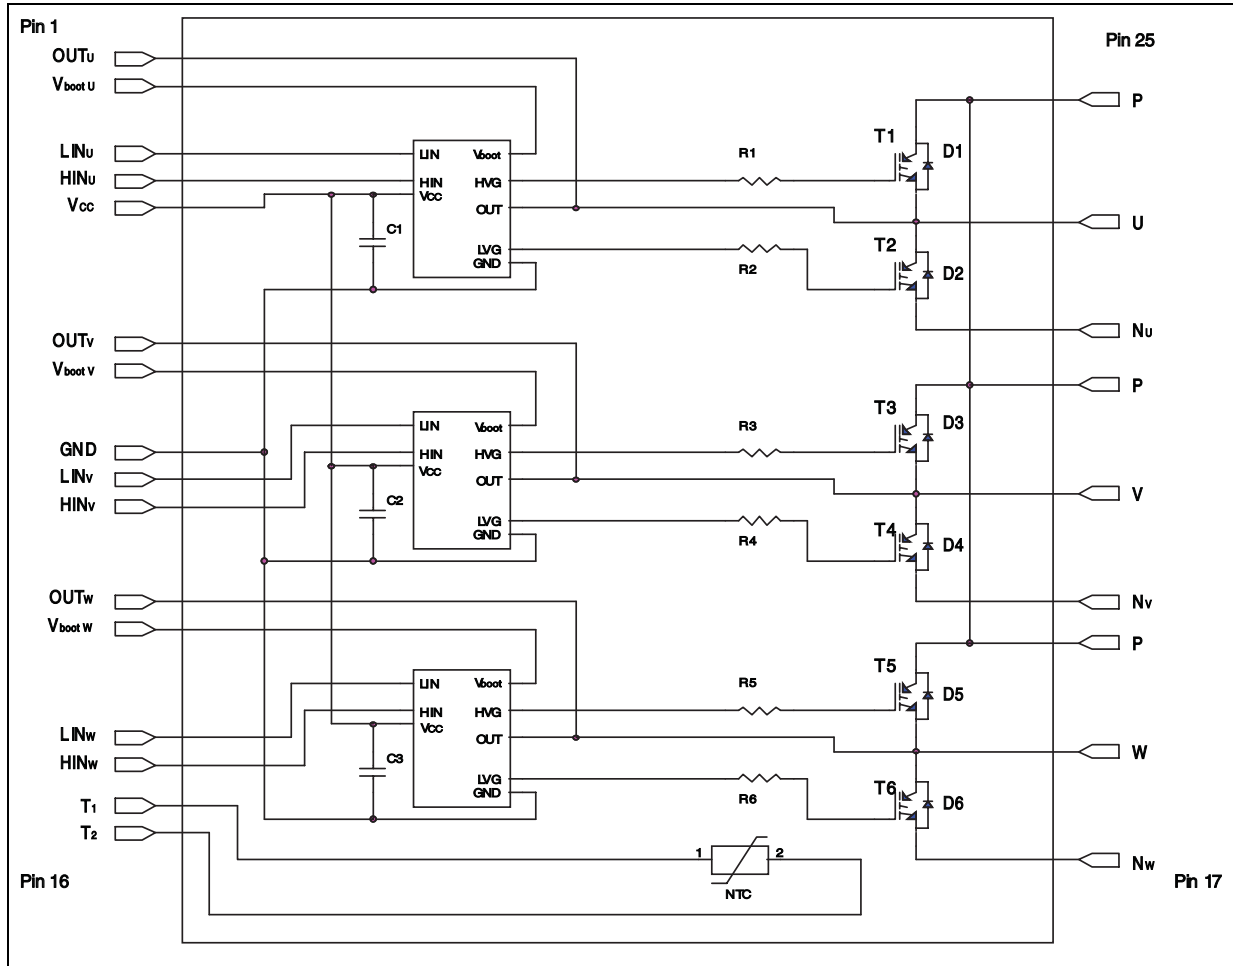 Pin 1
OUTU
Vboot U
LINU
HINU
VCC
OUTV
Vboot V
GND
LINV
HINV
OUTW
Vboot W
LINW
HINW
T1
T2
Pin 16
LIN
HIN
Vcc
Vboot
HVG
OUT
LVG
GND
C1
R1
R2
T1
D1
T2
D2
LIN
HIN
Vcc
Vboot
HVG
OUT
LVG
GND
C2
R3
R4
T3
D3
T4
D4
LIN
HIN
Vcc
Vboot
HVG
OUT
LVG
GND
C3
R5
R6
T5
D5
T6
D6
1
2
NTC
Pin 25
P
U
NU
P
V
NV
P
W
NW
Pin 17